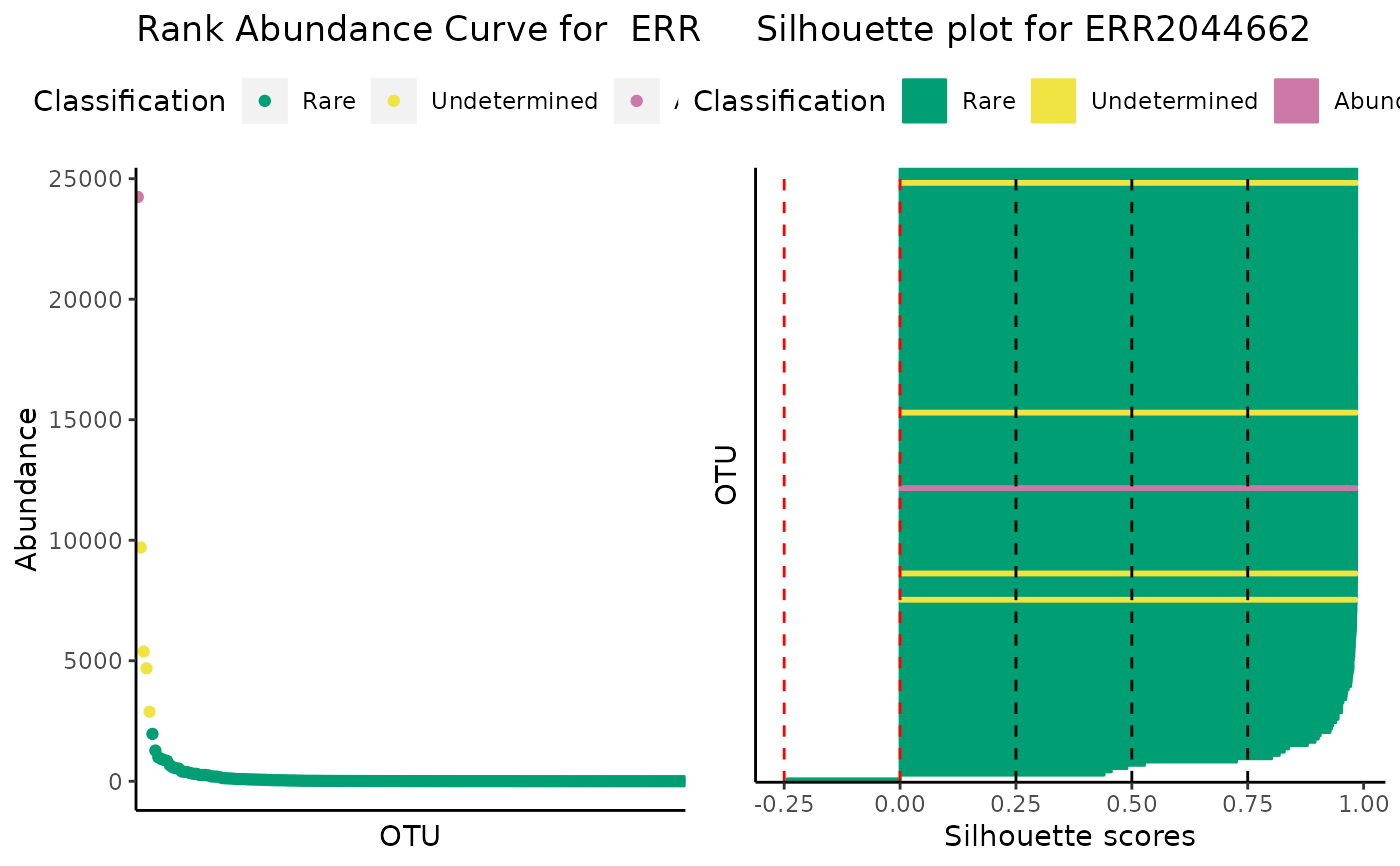 Rank Abundance Curve for ERR
Classification Rare Undetermined
Abundance
25000
20000
15000
10000
5000
0
OTU
Silhouette plot for ERR2044662
Classification Rare Undetermined Abun
OTU
-0.25 0.00 0.25 0.50 0.75 1.00
Silhouette scores